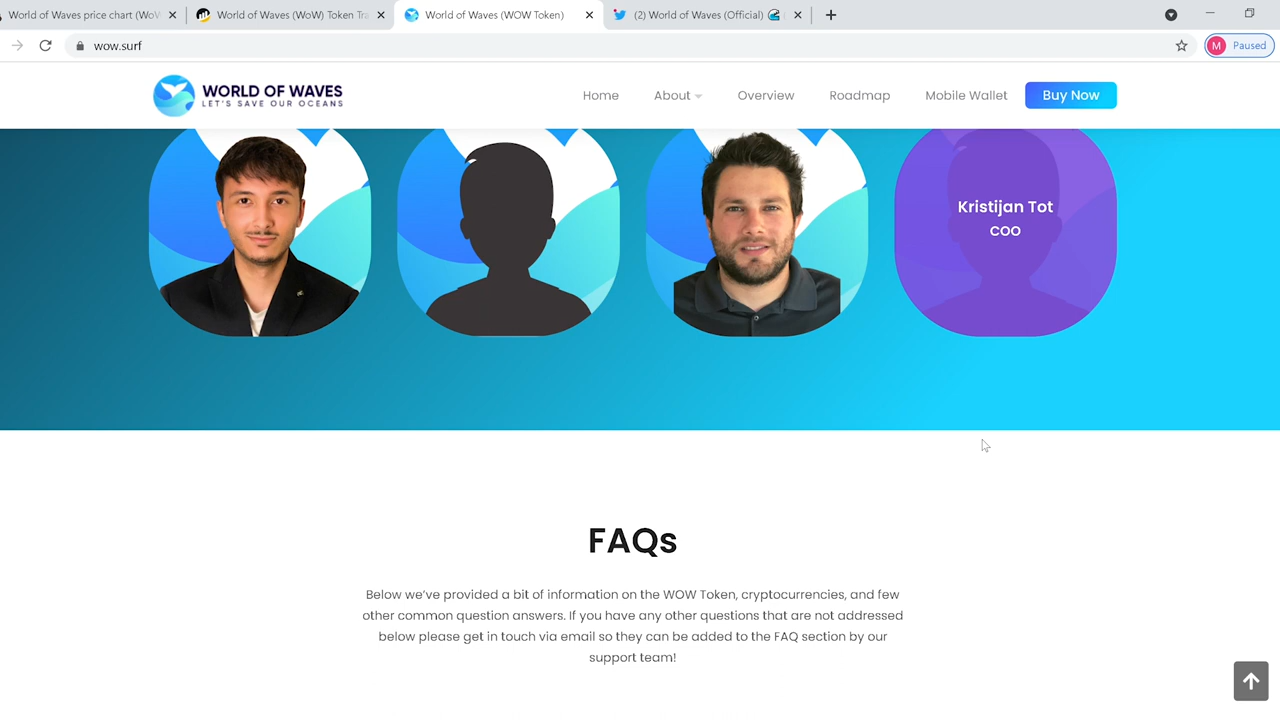 World of Waves price chart (WoW
World of Waves (WoW) Token Tra
World of Waves (WOW Token)
(2) World of Waves (Official)
wow.surf
M Paused
WORLD OF WAVES
LET'S SAVE OUR OCEANS
Home
About
Overview
Roadmap
Mobile Wallet
Buy Now
Kristijan Tot
COO
FAQs
Below we've provided a bit of information on the WOW Token, cryptocurrencies, and few
other common question answers. If you have any other questions that are not addressed
below please get in touch via email so they can be added to the FAQ section by our
support team!